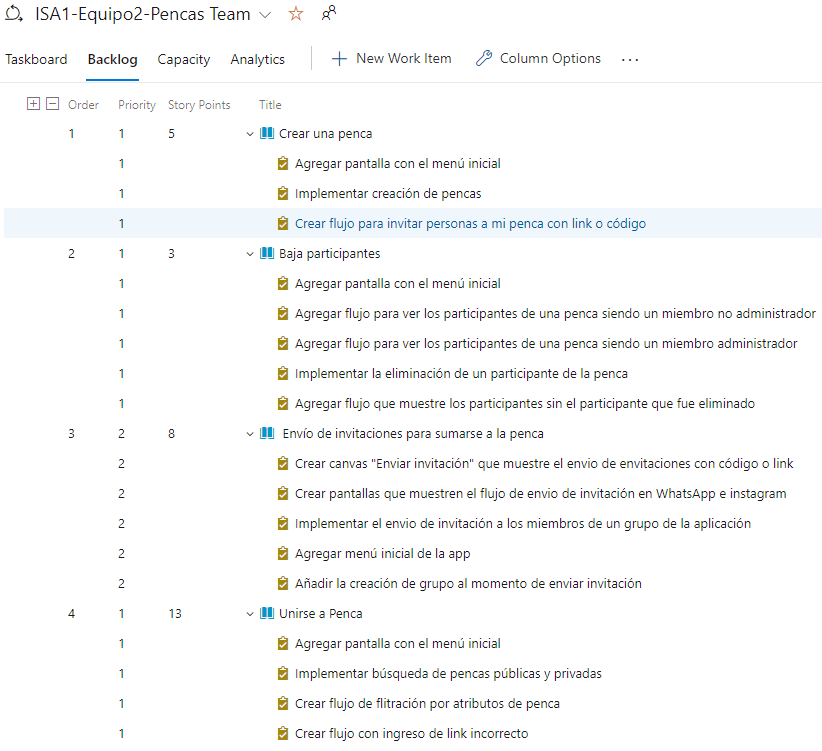 ISA1-Equipo2-Pencas Team
Taskboard Backlog Capacity Analytics New Work Item Column Options ...
Order Priority Story Points Title
1 1 5 Crear una penca
1 Agregar pantalla con el menú inicial
1 Implementar creación de pencas
1 Crear flujo para invitar personas a mi penca con link o código
2 1 3 Baja participantes
1 Agregar pantalla con el menú inicial
1 Agregar flujo para ver los participantes de una penca siendo un miembro no administrador
1 Agregar flujo para ver los participantes de una penca siendo un miembro administrador
1 Implementar la eliminación de un participante de la penca
1 Agregar flujo que muestre los participantes sin el participante que fue eliminado
3 2 8 Envío de invitaciones para sumarse a la penca
2 Crear canvas "Enviar invitación" que muestre el envio de envitaciones con código o link
2 Crear pantallas que muestren el flujo de envio de invitación en WhatsApp e instagram
2 Implementar el envio de invitación a los miembros de un grupo de la aplicación
2 Agregar menú inicial de la app
2 Añadir la creación de grupo al momento de enviar invitación
4 1 13 Unirse a Penca
1 Agregar pantalla con el menú inicial
1 Implementar búsqueda de pencas públicas y privadas
1 Crear flujo de flitración por atributos de penca
1 Crear flujo con ingreso de link incorrecto